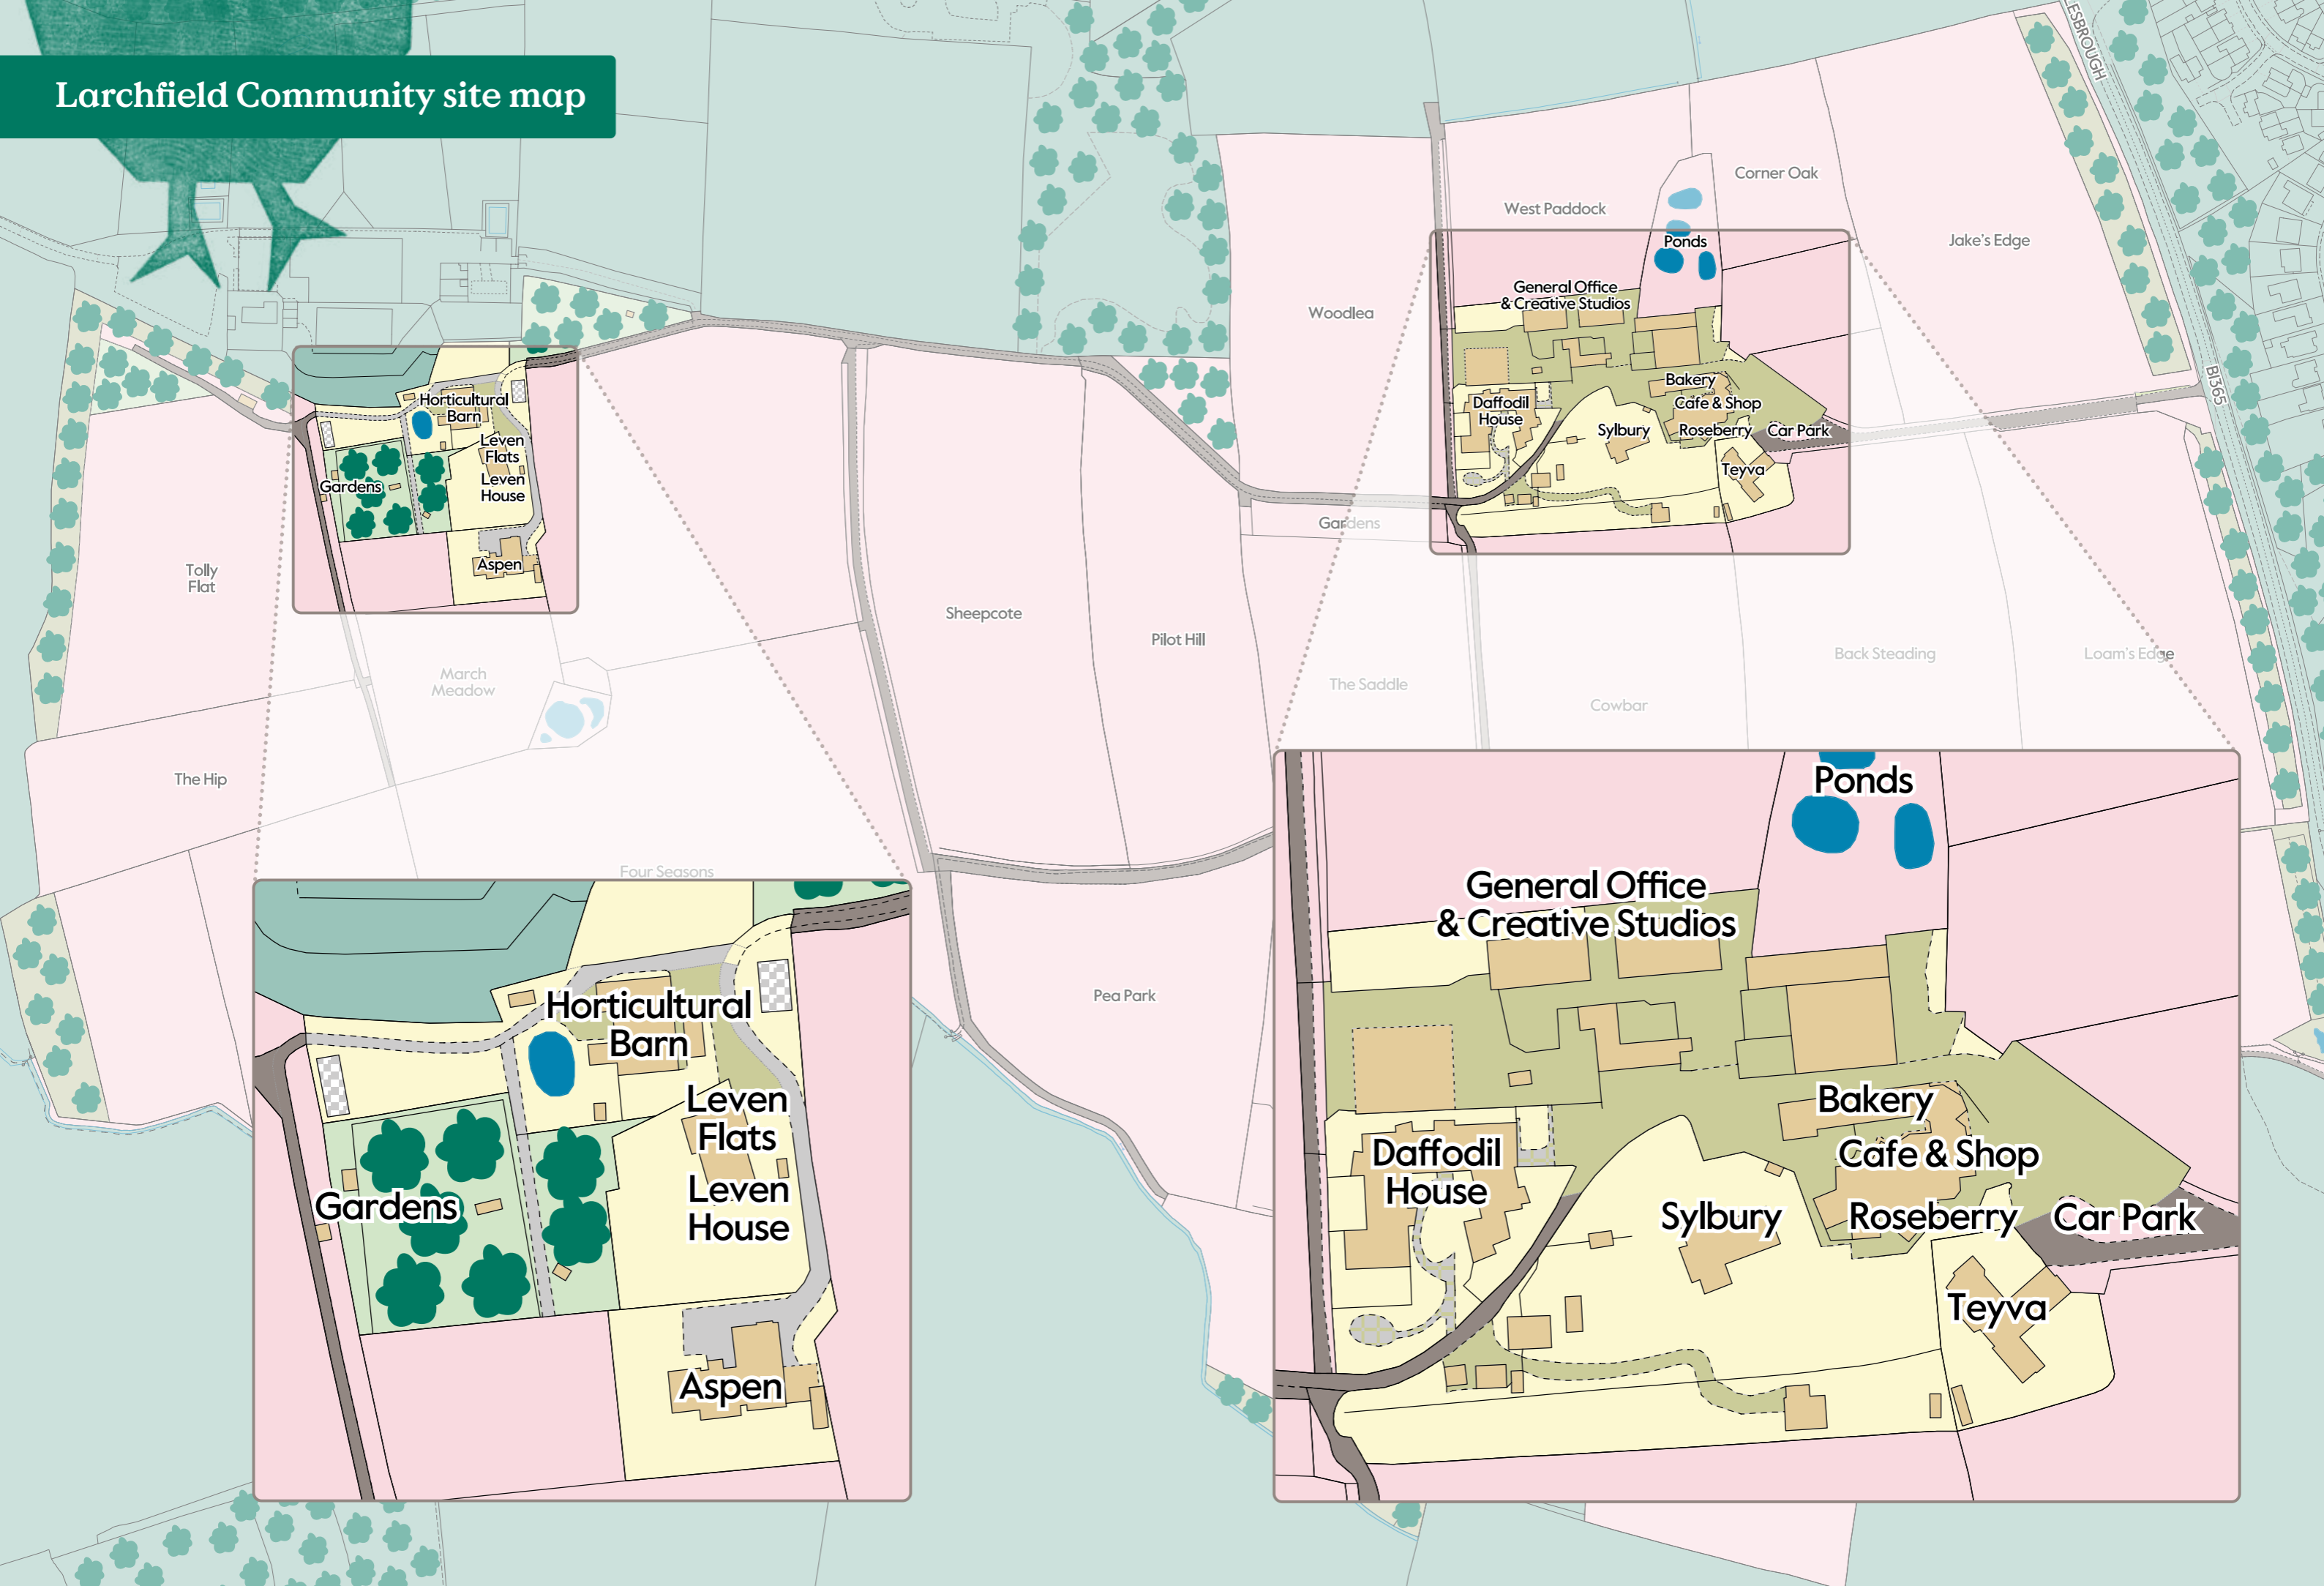 Larchfield Community site map
LESBROUGH
B1365
Corner Oak
West Paddock
Jake's Edge
Woodlea
Ponds
General Office
& Creative Studios
Bakery
Cafe & Shop
Daffodil
House
Sylbury
Roseberry
Car Park
Teyva
Horticultural
Barn
Leven
Flats
Leven
House
Gardens
Aspen
Gardens
Tolly
Flat
Sheepcote
Pilot Hill
March
Meadow
The Saddle
Cowbar
Back Steading
Loam's Edge
The Hip
Four Seasons
Pea Park
Horticultural
Barn
Leven
Flats
Leven
House
Gardens
Aspen
Ponds
General Office
& Creative Studios
Bakery
Cafe & Shop
Daffodil
House
Sylbury
Roseberry
Car Park
Teyva